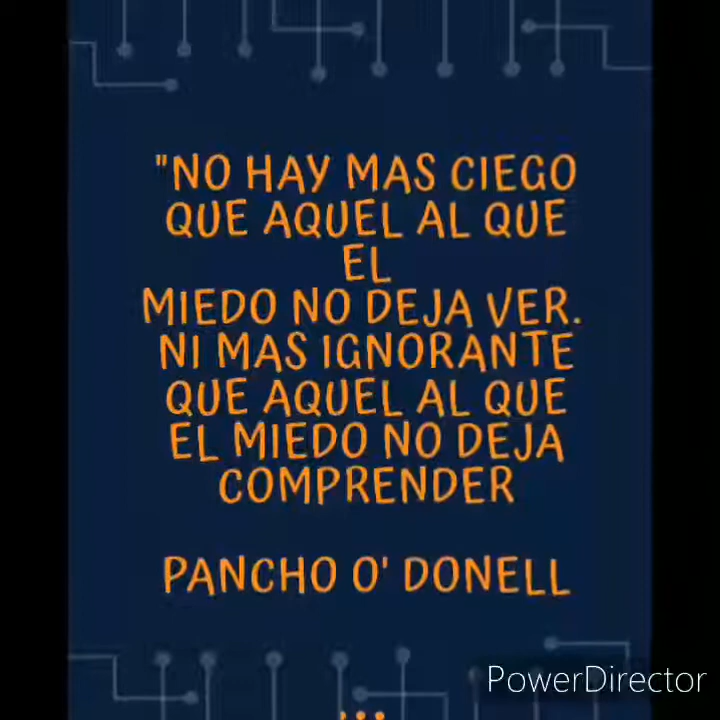 "NO HAY MAS CIEGO
QUE AQUEL AL QUE
EL
MIEDO NO DEJA VER.
NI MAS IGNORANTE
QUE AQUEL AL QUE
EL MIEDO NO DEJA
COMPRENDER
PANCHO O' DONELL
PowerDirector